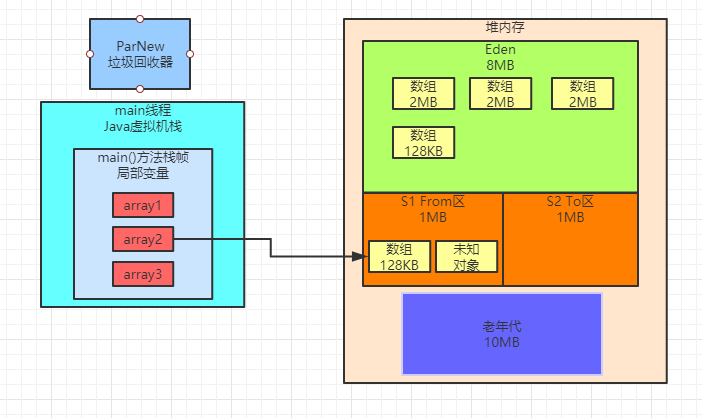 ParNew
垃圾回收器
main线程
Java虚拟机栈
main()方法栈帧
局部变量
array1
array2
array3
堆内存
Eden
8MB
数组
2MB
数组
2MB
数组
2MB
数组
128KB
S1 From区
1MB
数组
128KB
未知
对象
S2 To区
1MB
老年代
10MB